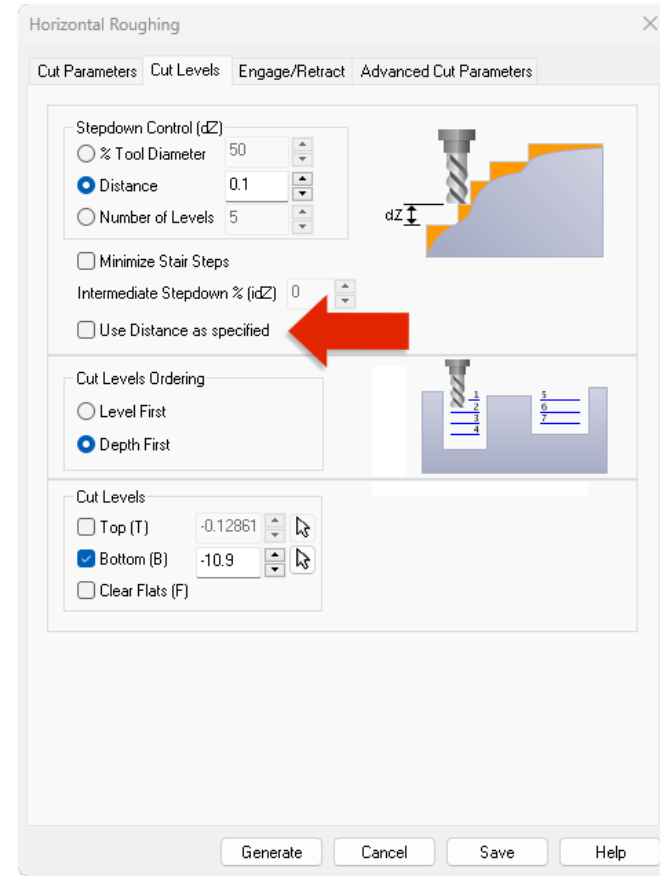 Horizontal Roughing
Cut Parameters Cut Levels Engage/Retract Advanced Cut Parameters
Stepdown Control (dZ)
% Tool Diameter 50
Distance 0.1
Number of Levels 5
dZ
Minimize Stair Steps
Intermediate Stepdown % (idZ) 0
Use Distance as specified
Cut Levels Ordering
Level First
Depth First
1 5
2 6
3 7
4
Cut Levels
Top (T) -0.12861
Bottom (B) -10.9
Clear Flats (F)
Generate Cancel Save Help